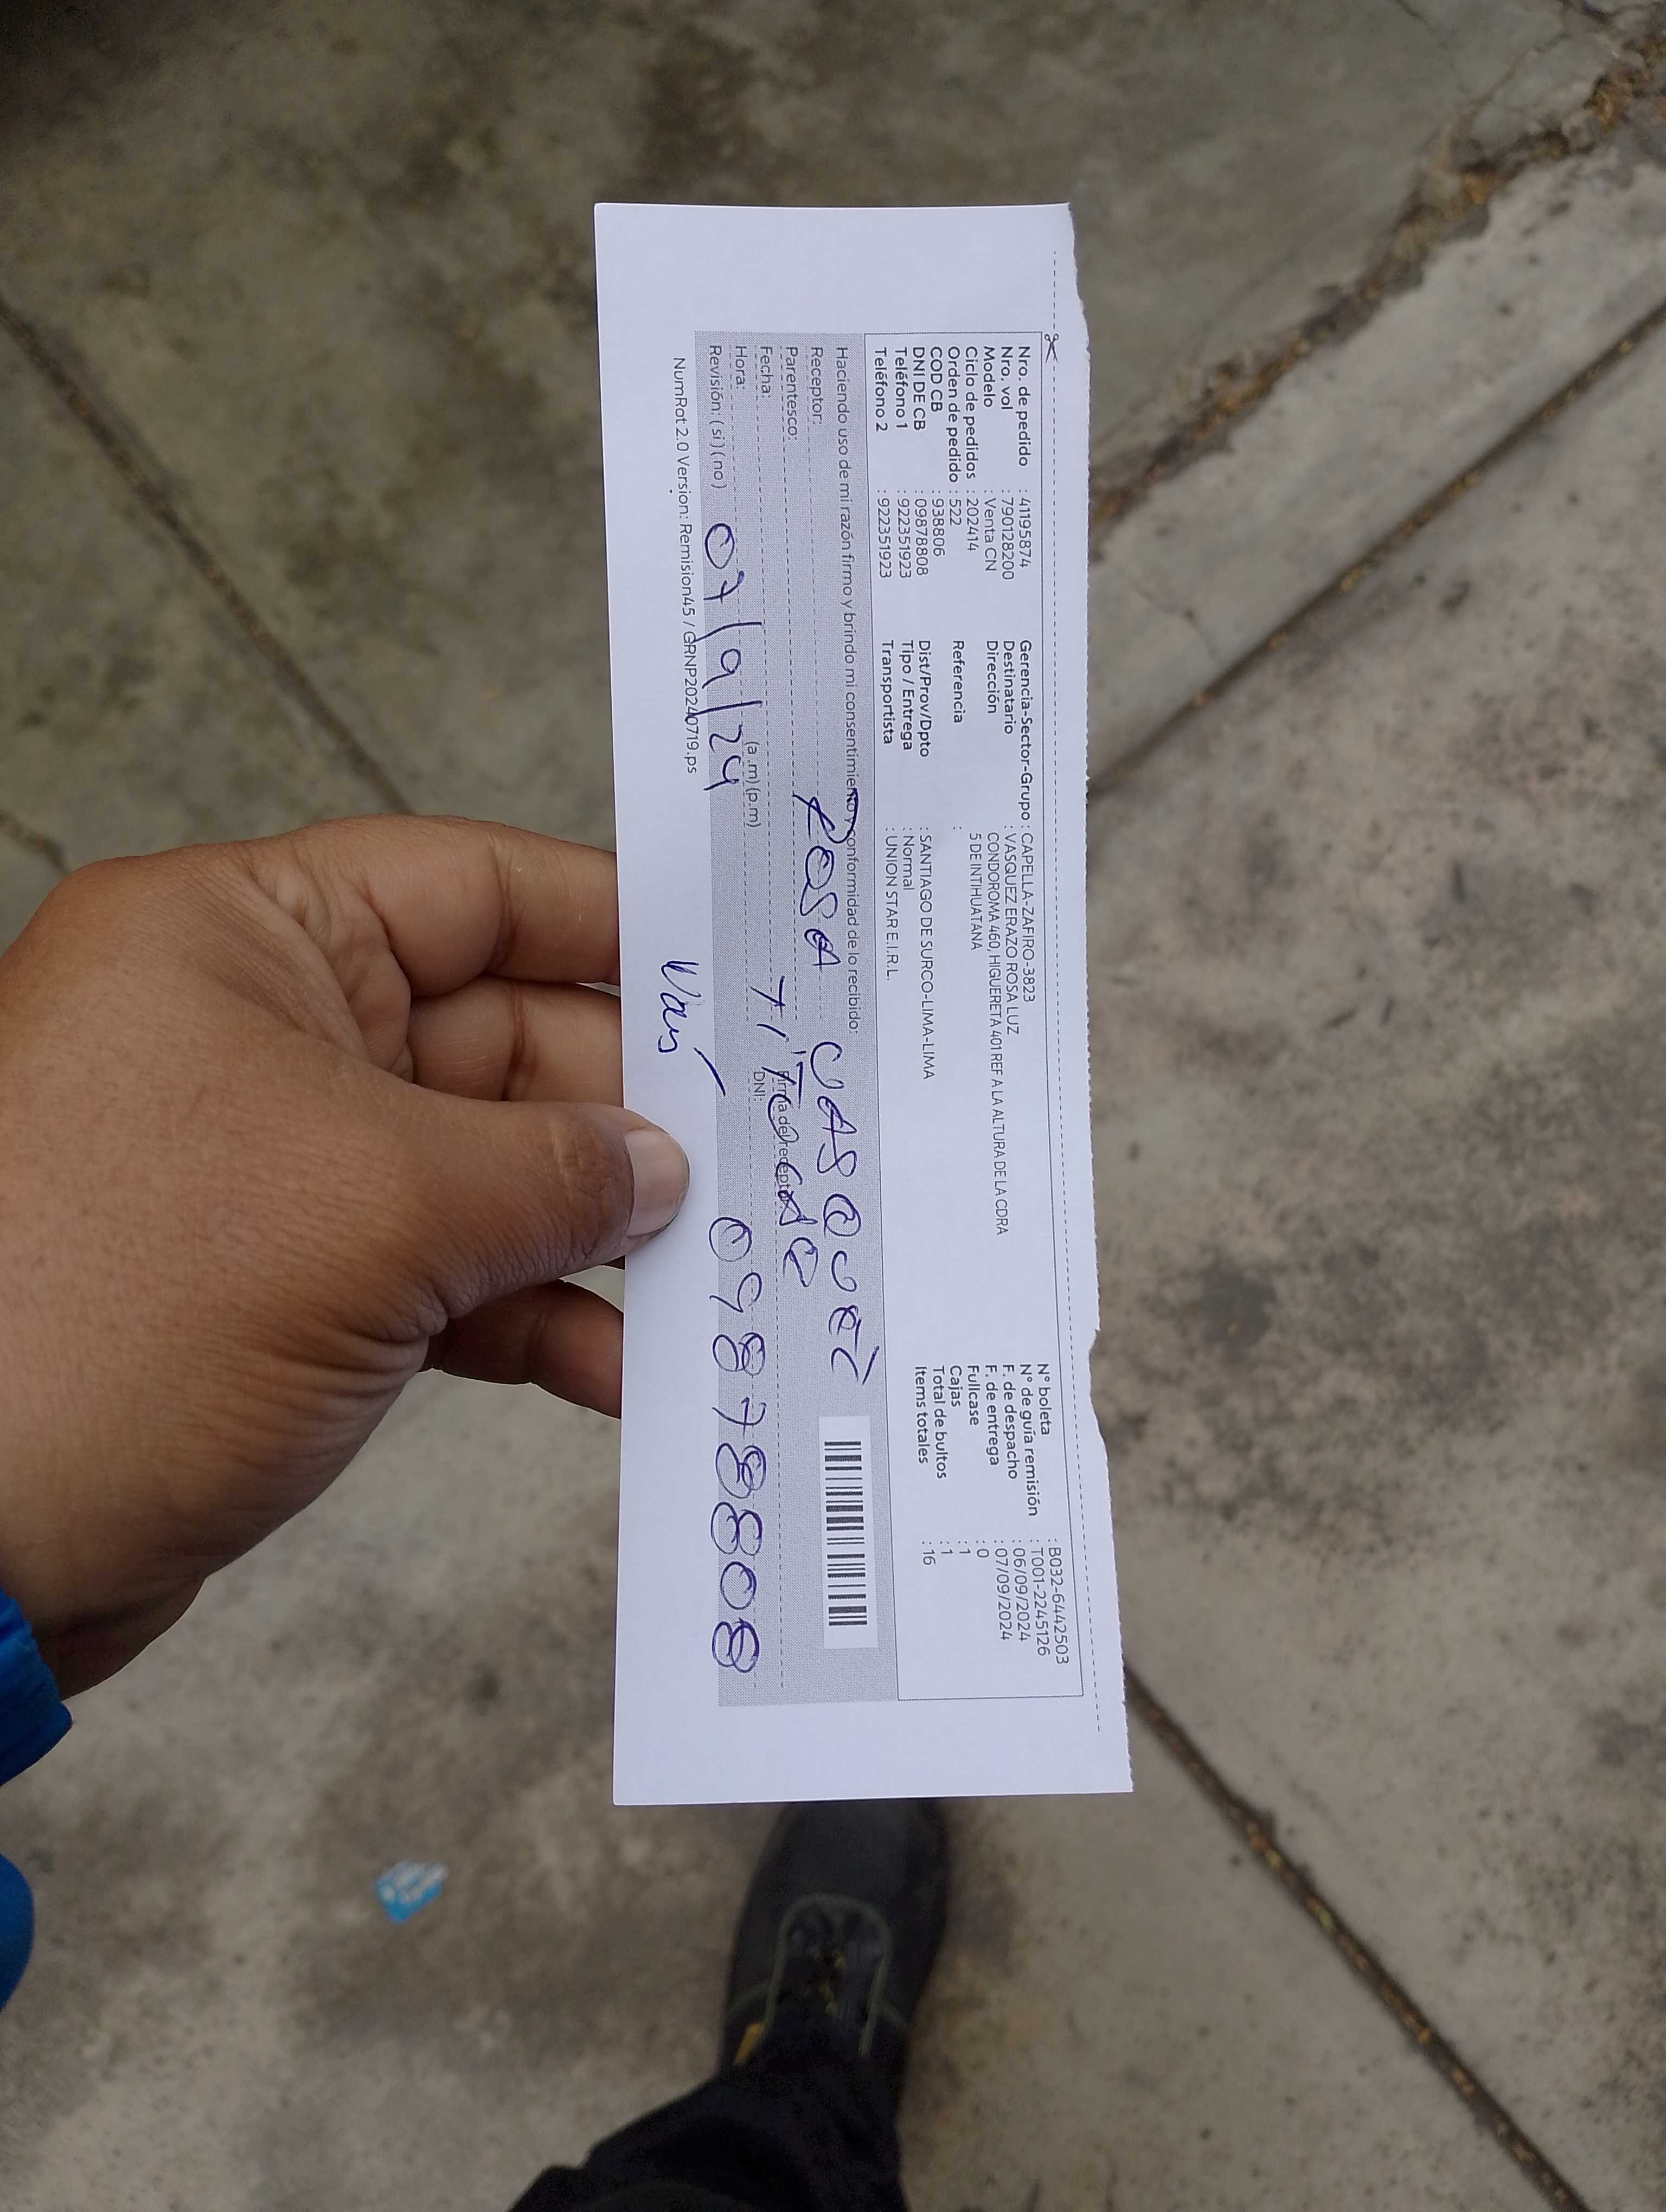 Nro. de pedido : 41195874
Nro. vol : 790128200
Modelo : Venta CN
Ciclo de pedidos : 202414
Orden de pedido : 522
COD CB : 938806
DNI DE CB : 09878808
Teléfono 1 : 922351923
Teléfono 2 : 922351923
Gerencia-Sector-Grupo : CAPELLA-ZAFIRO-3823
Destinatario : VASQUEZ ERAZO ROSA LUZ
Dirección : CONDOROMA 460, HIGUERETA 401 REF A LA ALTURA DE LA CDRA
5 DE INTIHUATANA
Referencia :
Dist/Prov/Dpto : SANTIAGO DE SURCO-LIMA-LIMA
Tipo / Entrega : Normal
Transportista : UNION STAR E.I.R.L.
N° boleta : B032-6442503
N° de guía remisión : T001-2245126
F. de despacho : 06/09/2024
F. de entrega : 07/09/2024
Fullcase : 0
Cajas : 1
Total de bultos : 1
Items totales : 16
Haciendo uso de mi razón firmo y brindo mi consentimiento y conformidad de lo recibido:
Receptor: ROSA VASQUEZ
Parentesco:
Fecha:
Hora: (a.m) (p.m)
Revisión: (si) (no) 07/9/24
Firma del receptor
DNI: 09878808
NumRot 2.0 Version: Remision45 / GRNP20240719.ps